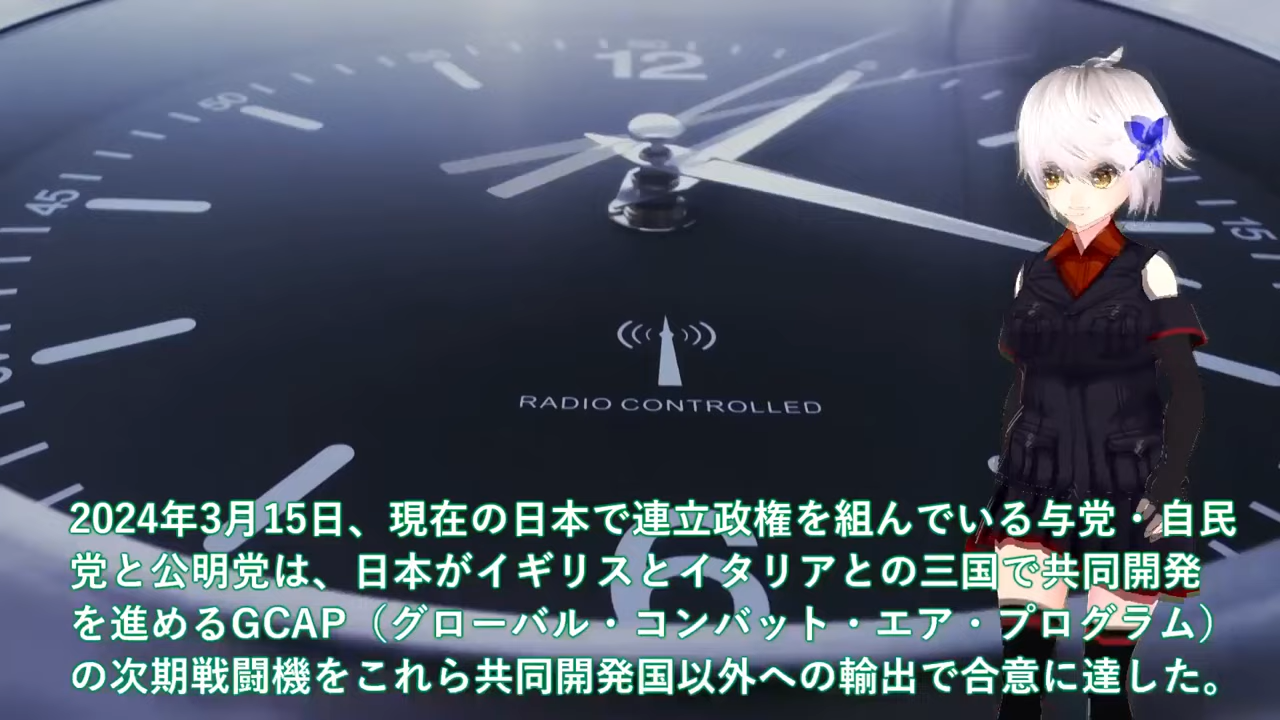 12
50
45
15
RADIO CONTROLLED
6
2024年3月15日、現在の日本で連立政権を組んでいる与党・自民
党と公明党は、日本がイギリスとイタリアとの三国で共同開発
を進めるGCAP（グローバル・コンバット・エア・プログラム）
の次期戦闘機をこれら共同開発国以外への輸出で合意に達した。